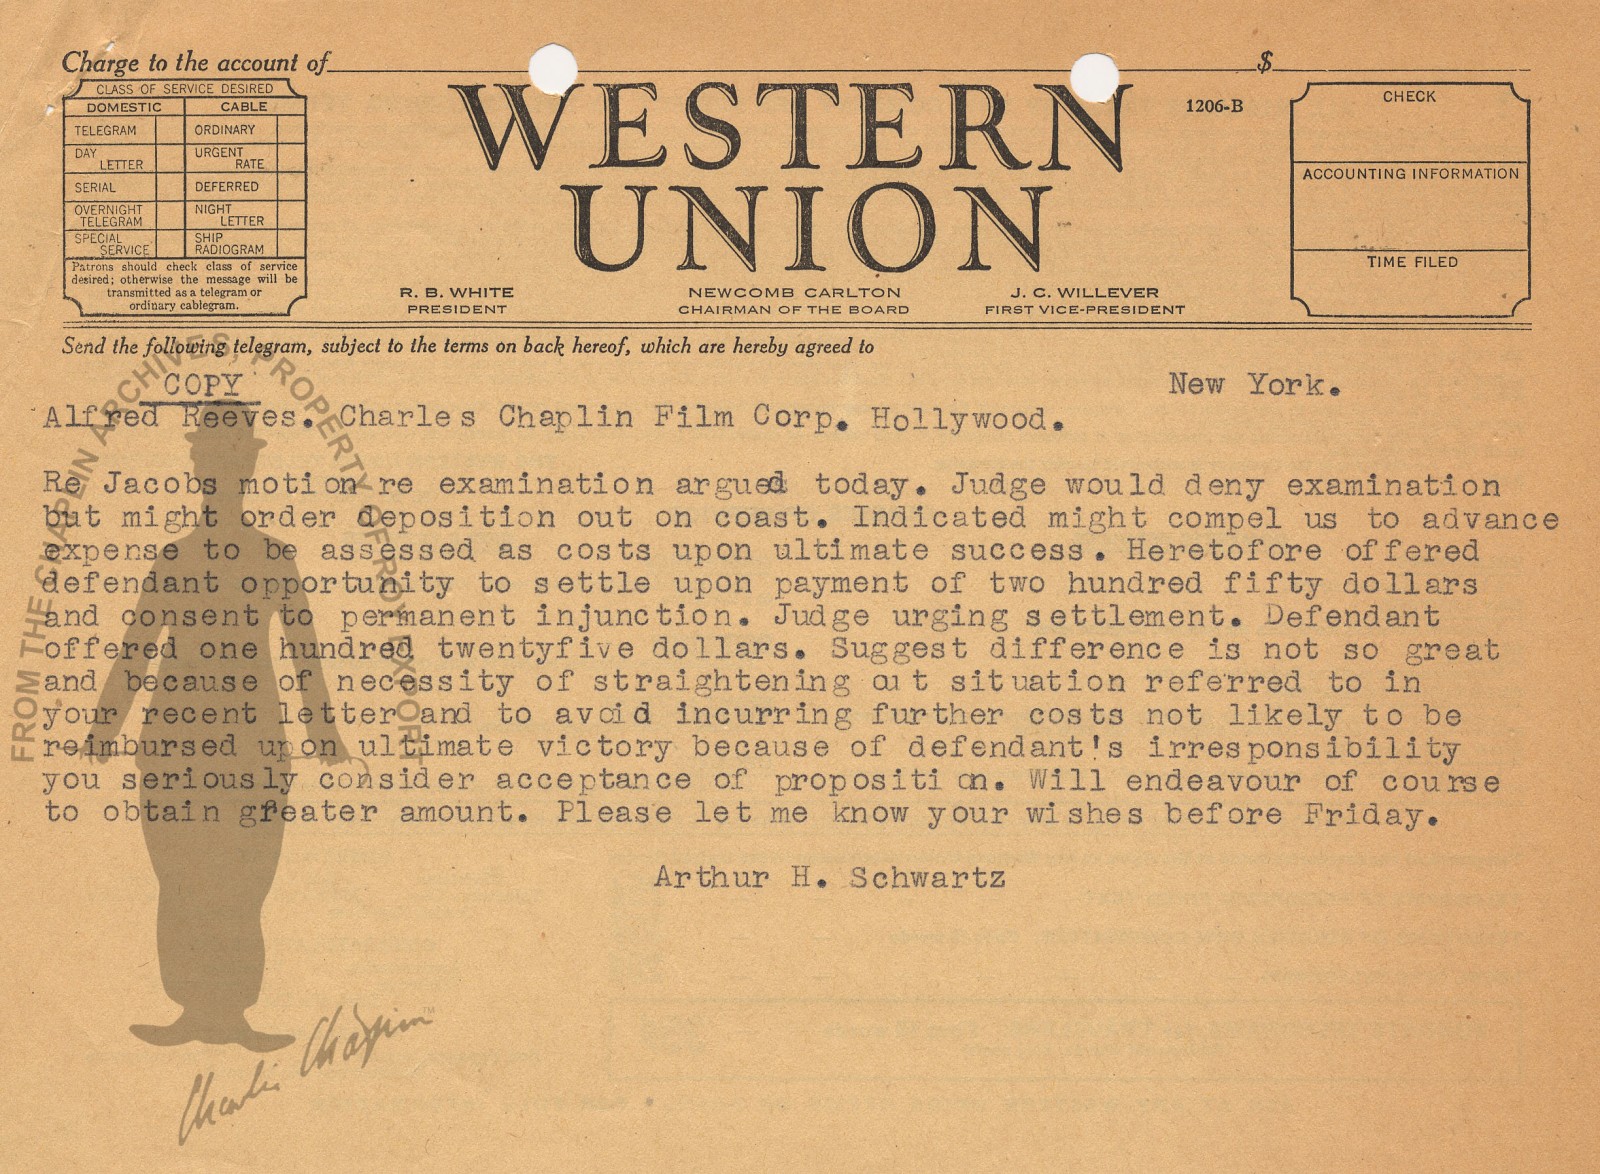 Charge to the account of $
CLASS OF SERVICE DESIRED
DOMESTIC CABLE
TELEGRAM ORDINARY
DAY LETTER URGENT RATE
SERIAL DEFERRED
OVERNIGHT TELEGRAM NIGHT LETTER
SPECIAL SERVICE SHIP RADIOGRAM
Patrons should check class of service
desired; otherwise the message will be
transmitted as a telegram or
ordinary cablegram.
WESTERN
UNION
1206-B
CHECK
ACCOUNTING INFORMATION
TIME FILED
R. B. WHITE
PRESIDENT
NEWCOMB CARLTON
CHAIRMAN OF THE BOARD
J. C. WILLEVER
FIRST VICE-PRESIDENT
Send the following telegram, subject to the terms on back hereof, which are hereby agreed to
COPY New York.
Alfred Reeves. Charles Chaplin Film Corp. Hollywood.
Re Jacobs motion re examination argued today. Judge would deny examination
but might order deposition out on coast. Indicated might compel us to advance
expense to be assessed as costs upon ultimate success. Heretofore offered
defendant opportunity to settle upon payment of two hundred fifty dollars
and consent to permanent injunction. Judge urging settlement. Defendant
offered one hundred twentyfive dollars. Suggest difference is not so great
and because of necessity of straightening out situation referred to in
your recent letter and to avoid incurring further costs not likely to be
reimbursed upon ultimate victory because of defendant's irresponsibility
you seriously consider acceptance of proposition. Will endeavour of course
to obtain greater amount. Please let me know your wishes before Friday.
Arthur H. Schwartz
FROM THE CHAPLIN ARCHIVES, PROPERTY OF ROY EXPORT
Charlie Chaplin™